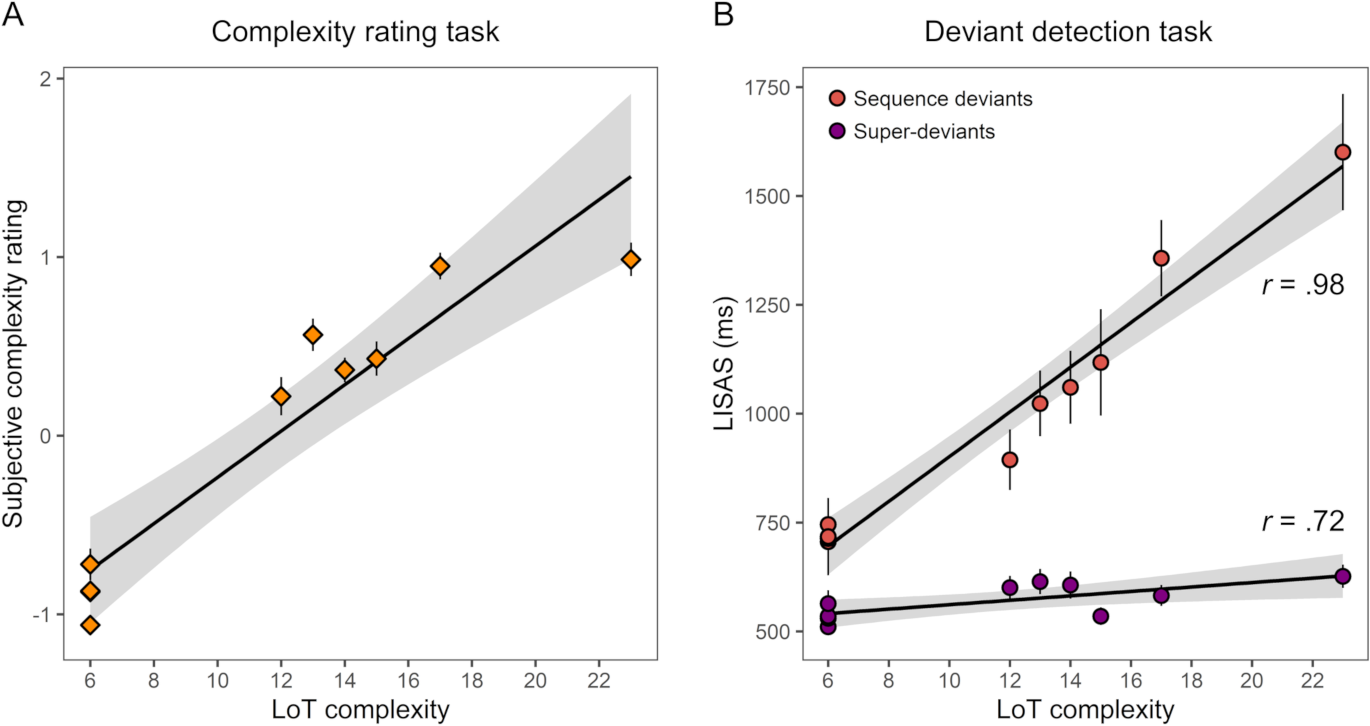 A
Complexity rating task
Subjective complexity rating
2
1
0
-1
6 8 10 12 14 16 18 20 22
LoT complexity
B
Deviant detection task
Sequence deviants
Super-deviants
LISAS (ms)
1750
1500
1250
1000
750
500
r = .98
r = .72
6 8 10 12 14 16 18 20 22
LoT complexity